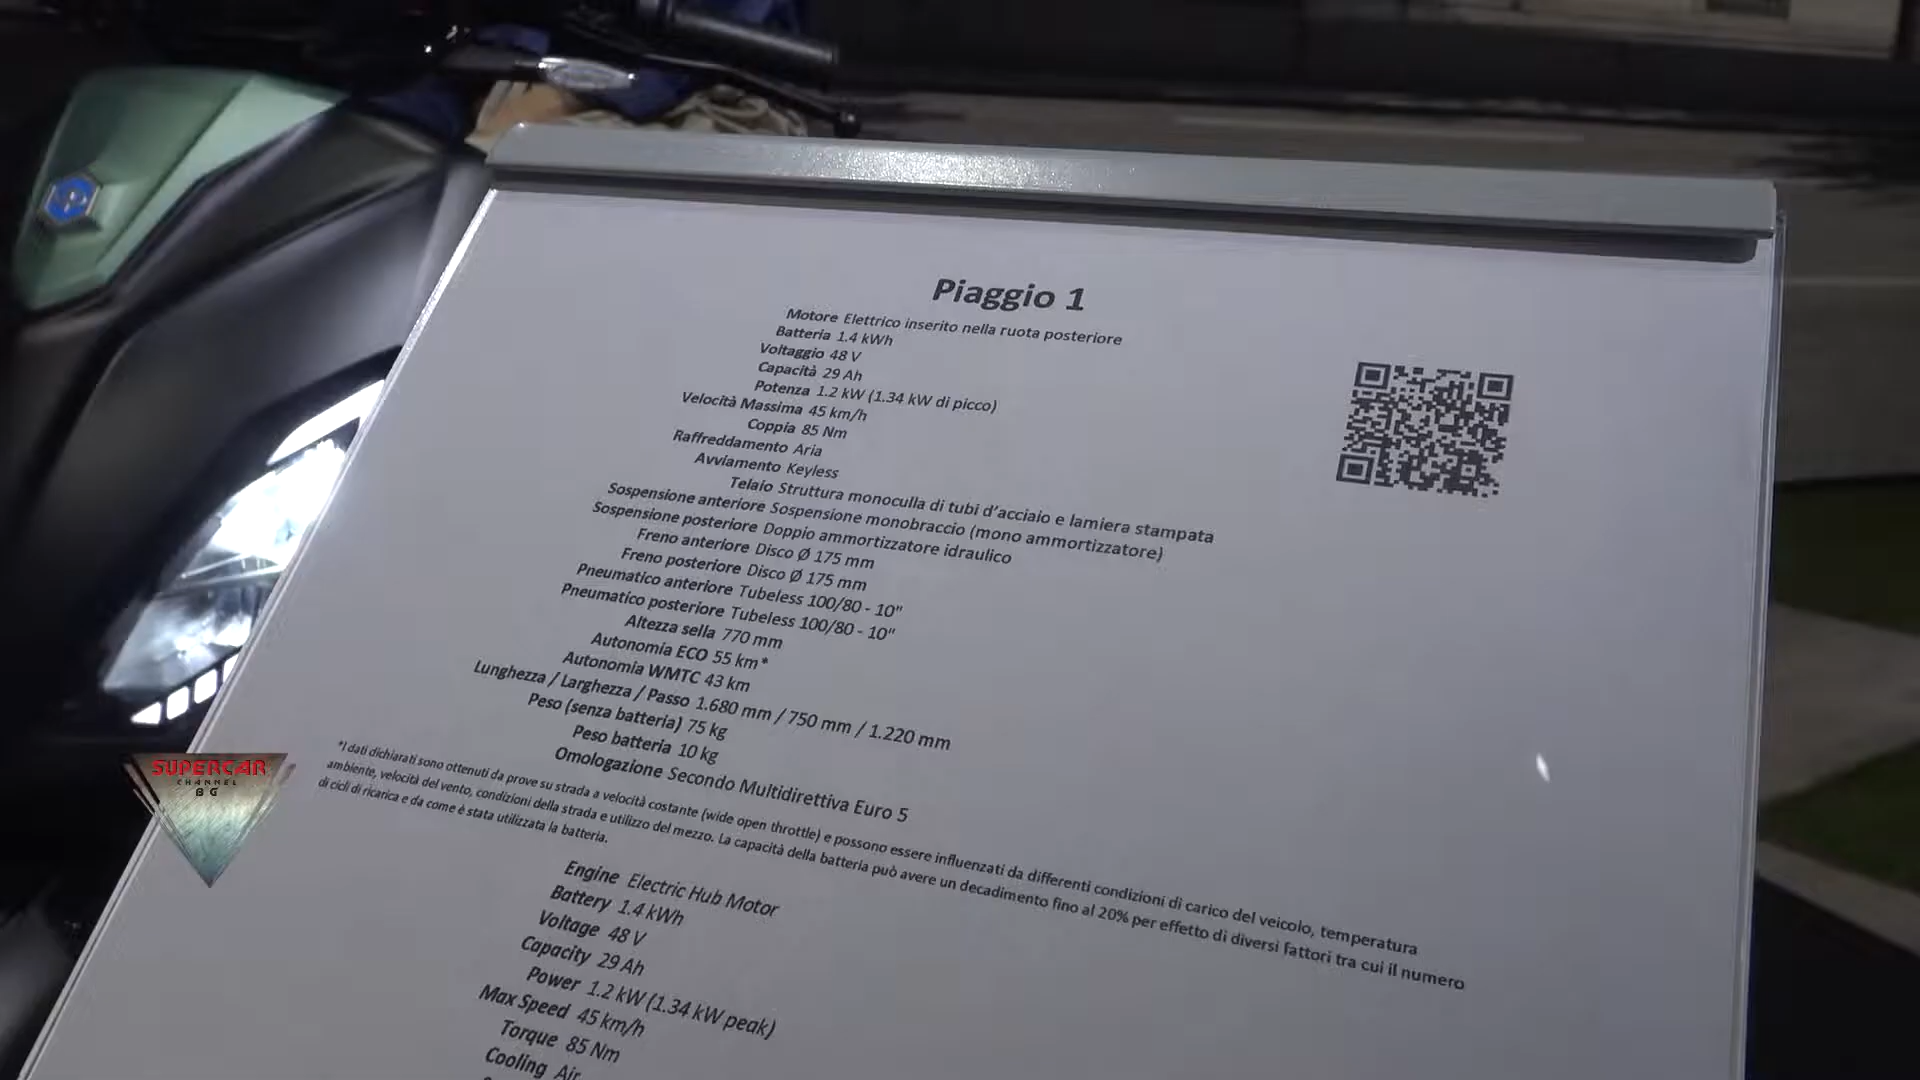 Piaggio 1
Motore Elettrico inserito nella ruota posteriore
Batteria 1.4 kWh
Voltaggio 48 V
Capacità 29 Ah
Potenza 1.2 kW (1.34 kW di picco)
Velocità Massima 45 km/h
Coppia 85 Nm
Raffreddamento Aria
Avviamento Keyless
Telaio Struttura monoculla di tubi d'acciaio e lamiera stampata
Sospensione anteriore Sospensione monobraccio (mono ammortizzatore)
Sospensione posteriore Doppio ammortizzatore idraulico
Freno anteriore Disco Ø 175 mm
Freno posteriore Disco Ø 175 mm
Pneumatico anteriore Tubeless 100/80 - 10"
Pneumatico posteriore Tubeless 100/80 - 10"
Altezza sella 770 mm
Autonomia ECO 55 km*
Autonomia WMTC 43 km
Lunghezza / Larghezza / Passo 1.680 mm / 750 mm / 1.220 mm
Peso (senza batteria) 75 kg
Peso batteria 10 kg
Omologazione Secondo Multidirettiva Euro 5
*I dati dichiarati sono ottenuti da prove su strada a velocità costante (wide open throttle) e possono essere influenzati da differenti condizioni di carico del veicolo, temperatura
ambiente, velocità del vento, condizioni della strada e utilizzo del mezzo. La capacità della batteria può avere un decadimento fino al 20% per effetto di diversi fattori tra cui il numero
di cicli di ricarica e da come è stata utilizzata la batteria.
Engine Electric Hub Motor
Battery 1.4 kWh
Voltage 48 V
Capacity 29 Ah
Power 1.2 kW (1.34 kW peak)
Max Speed 45 km/h
Torque 85 Nm
Cooling Air
SUPERCAR
CHANNEL
BG